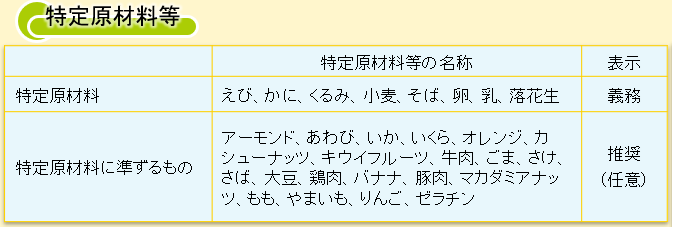 特定原材料等
特定原材料等の名称
表示
特定原材料
えび、かに、くるみ、小麦、そば、卵、乳、落花生
義務
特定原材料に準ずるもの
アーモンド、あわび、いか、いくら、オレンジ、カ
シューナッツ、キウイフルーツ、牛肉、ごま、さけ、
さば、大豆、鶏肉、バナナ、豚肉、マカダミアナッ
ツ、もも、やまいも、りんご、ゼラチン
推奨
（任意）